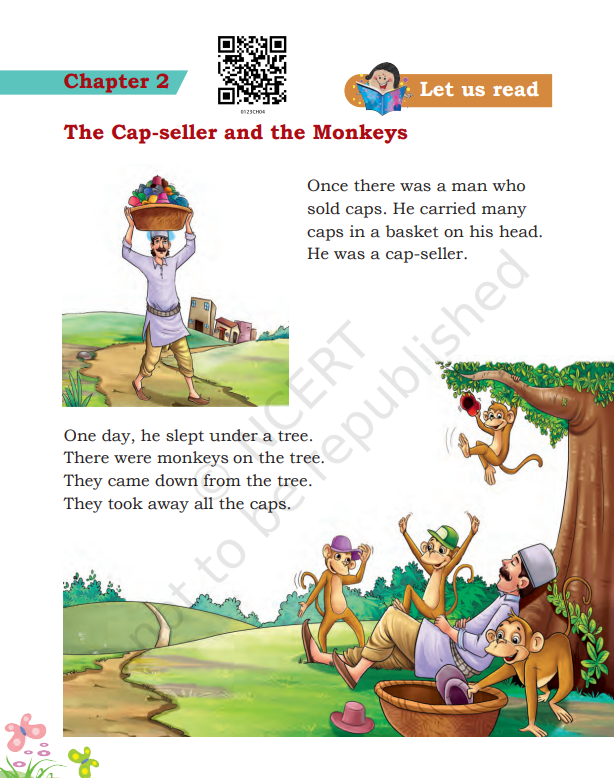 Chapter 2
0123CH04
Let us read
The Cap-seller and the Monkeys
Once there was a man who
sold caps. He carried many
caps in a basket on his head.
He was a cap-seller.
One day, he slept under a tree.
There were monkeys on the tree.
They came down from the tree.
They took away all the caps.
© NCERT
not to be republished